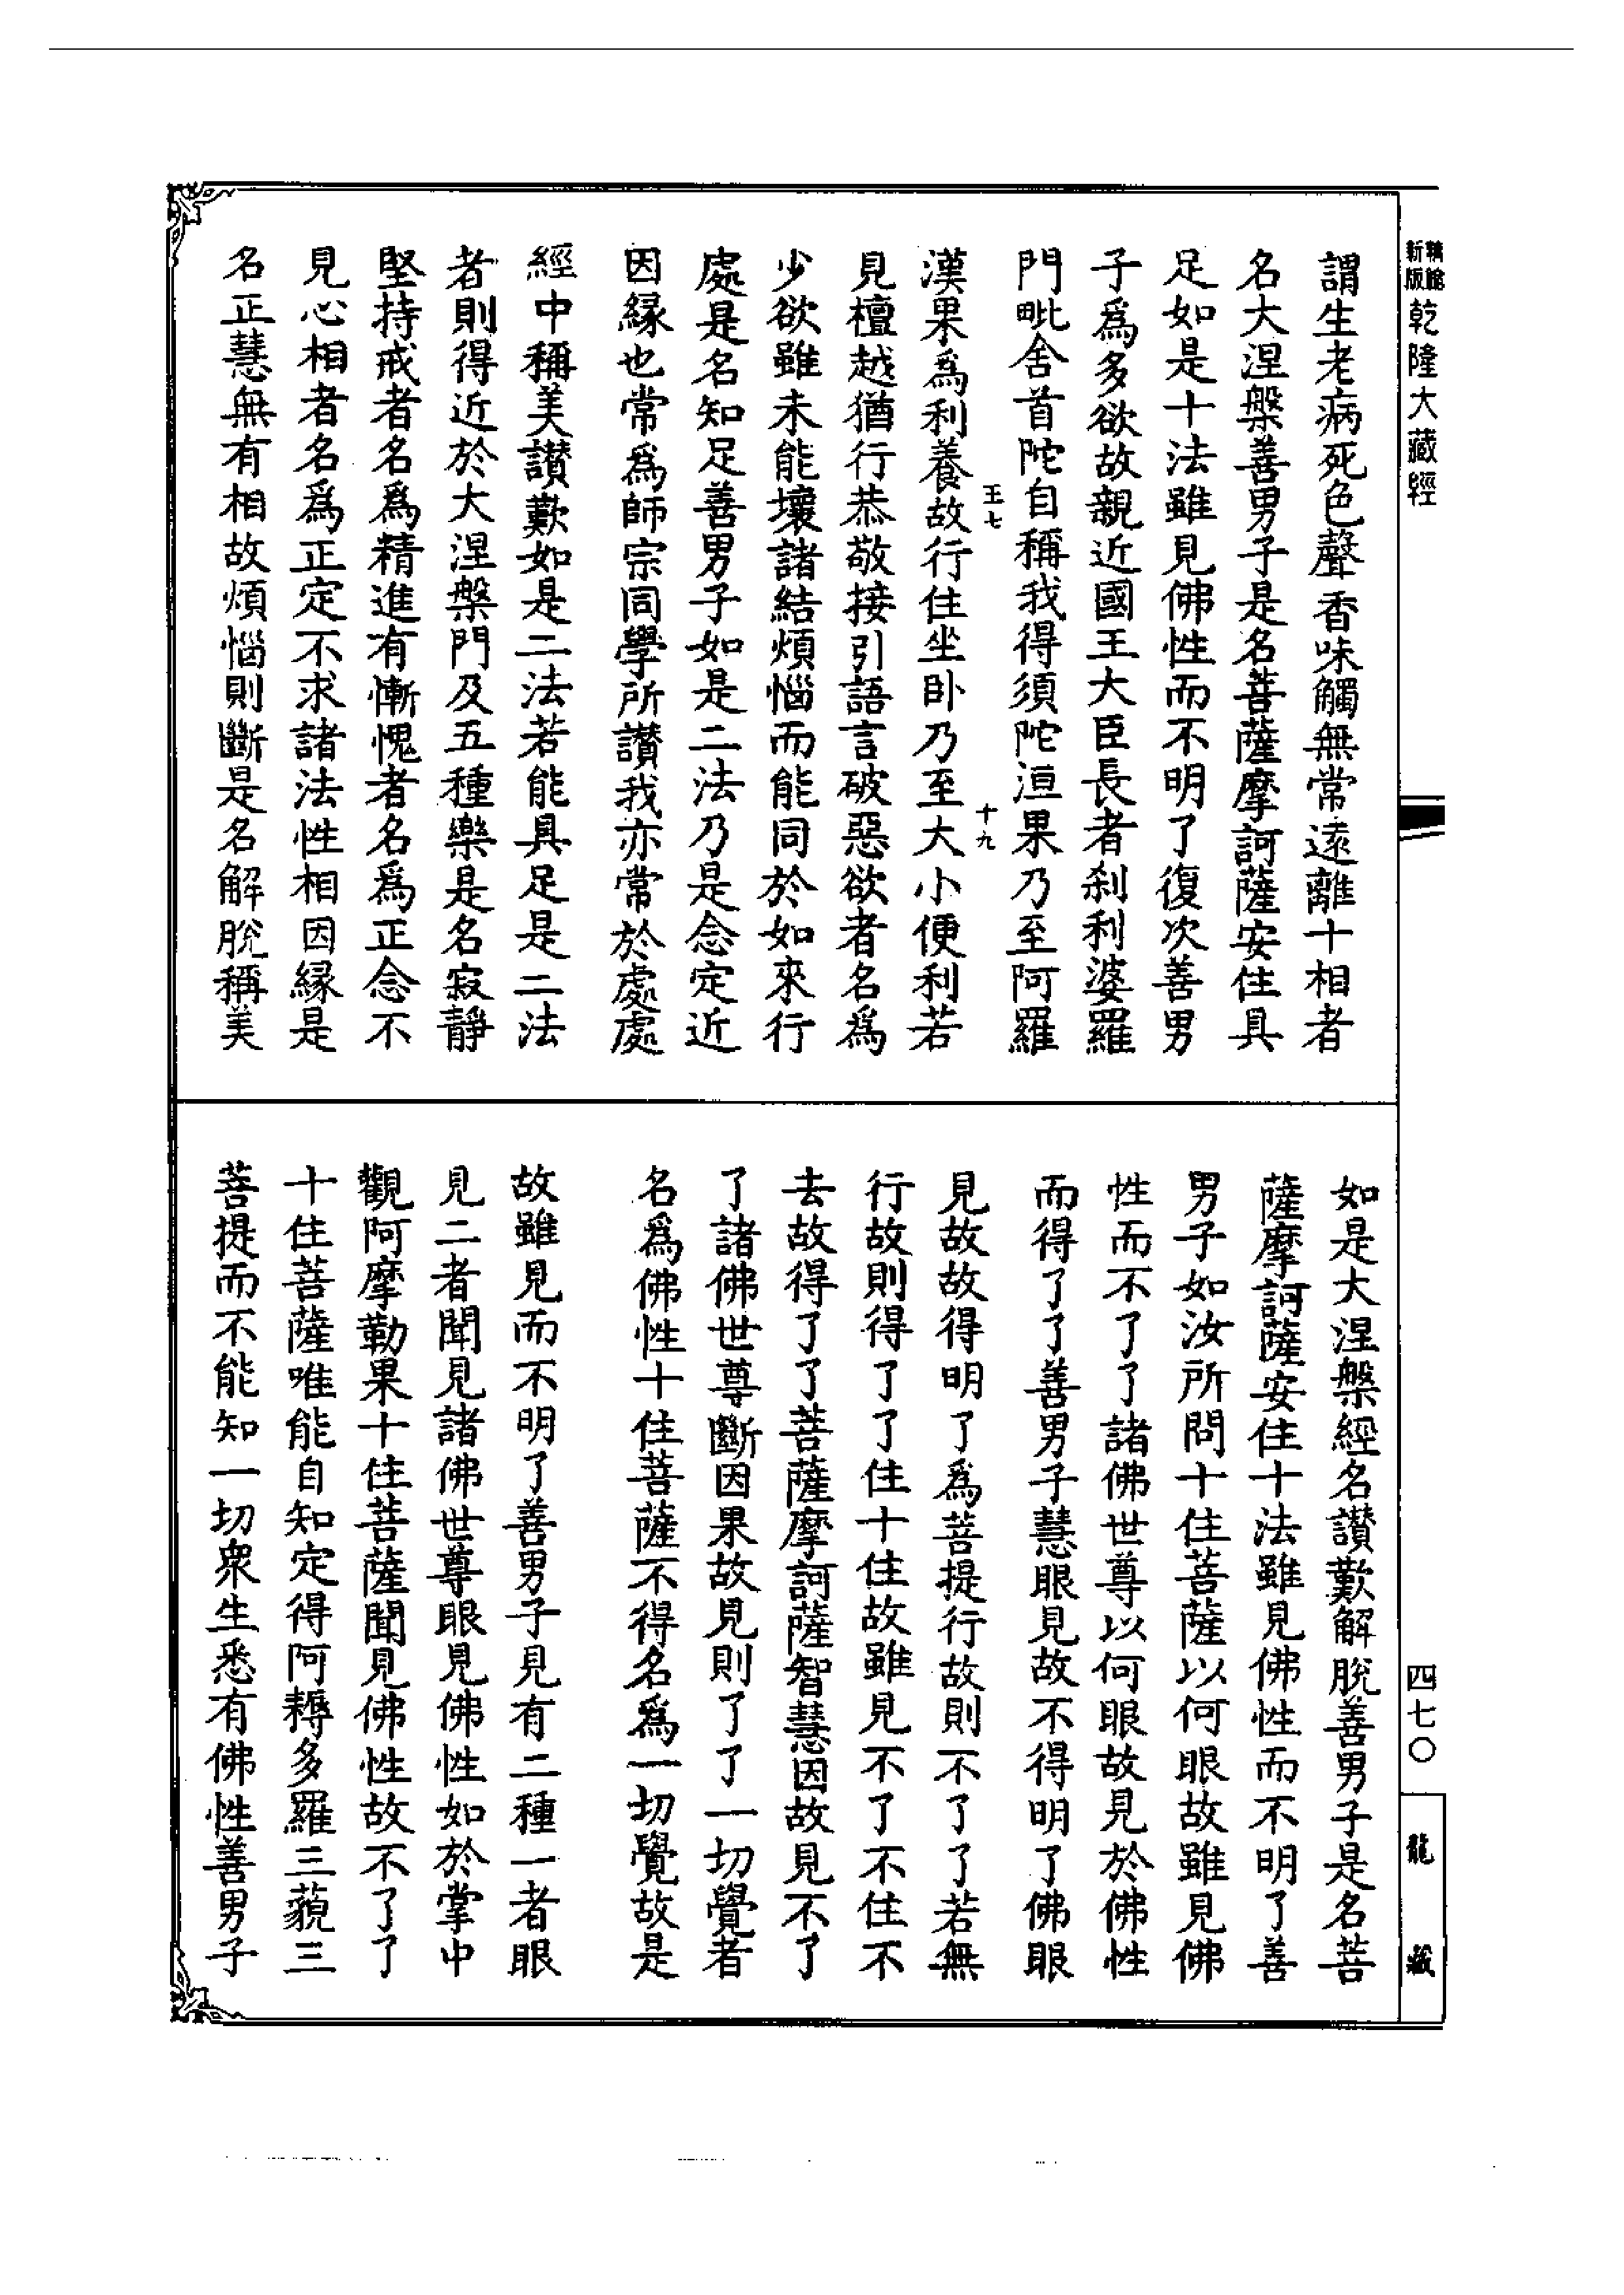 新版
精縮
乾隆大藏經
四七〇
龍藏
謂生老病死色聲香味觸無常遠離十相者
名大涅槃善男子是名菩薩摩訶薩安住具
足如是十法雖見佛性而不明了復次善男
子爲多欲故親近國王大臣長者刹利婆羅
門毗舍首陀自稱我得須陀洹果乃至阿羅
王七
十九
漢果爲利養故行住坐卧乃至大小便利若
見檀越猶行恭敬接引語言破惡欲者名爲
少欲雖未能壞諸結煩惱而能同於如來行
處是名知足善男子如是二法乃是念定近
因緣也常爲師宗同學所讚我亦常於處處
經中稱美讚歎如是二法若能具足是二法
者則得近於大涅槃門及五種樂是名寂靜
堅持戒者名爲精進有慚愧者名爲正念不
見心相者名爲正定不求諸法性相因緣是
名正慧無有相故煩惱則斷是名解脫稱美
如是大涅槃經名讚歎解脫善男子是名菩
薩摩訶薩安住十法雖見佛性而不明了善
男子如汝所問十住菩薩以何眼故雖見佛
性而不了了諸佛世尊以何眼故見於佛性
而得了了善男子慧眼見故不得明了佛眼
見故故得明了爲菩提行故則不了了若無
行故則得了了住十住故雖見不了不住不
去故得了了菩薩摩訶薩智慧因故見不了
了諸佛世尊斷因果故見則了了一切覺者
名爲佛性十住菩薩不得名爲一切覺故是
故雖見而不明了善男子見有二種一者眼
見二者聞見諸佛世尊眼見佛性如於掌中
觀阿摩勒果十住菩薩聞見佛性故不了了
十住菩薩唯能自知定得阿耨多羅三藐三
菩提而不能知一切衆生悉有佛性善男子